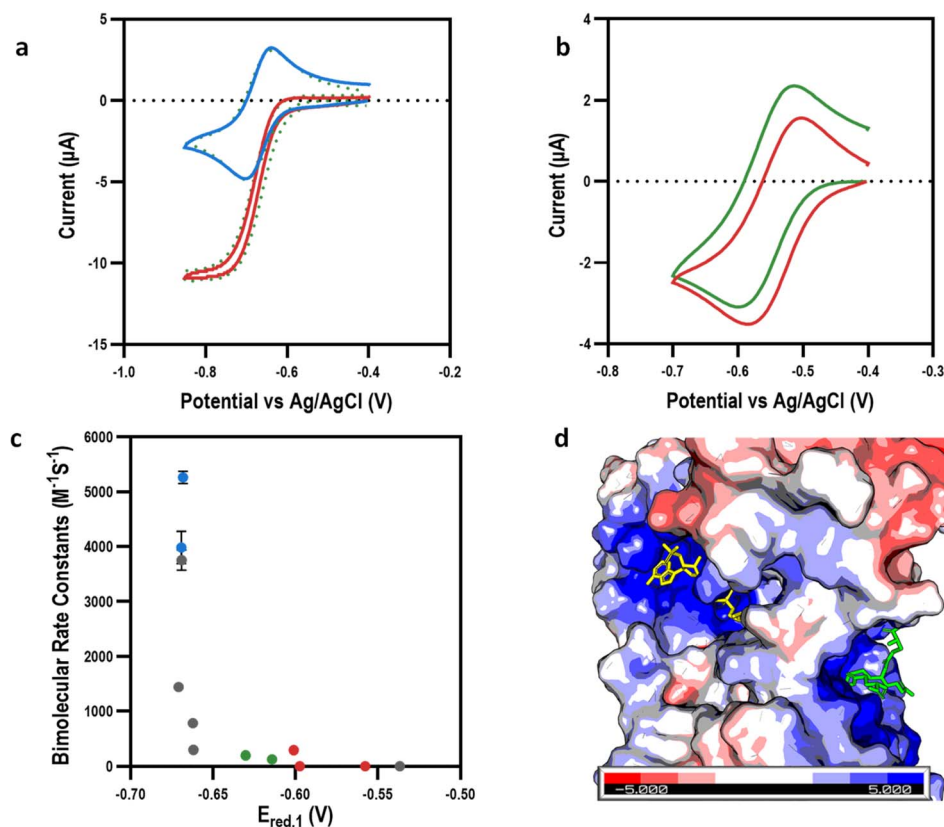 a
5
0
-5
-10
-15
Current (µA)
-1.0 -0.8 -0.6 -0.4 -0.2
Potential vs Ag/AgCl (V)
b
4
2
0
-2
-4
Current (µA)
-0.8 -0.7 -0.6 -0.5 -0.4 -0.3
Potential vs Ag/AgCl (V)
c
6000
5000
4000
3000
2000
1000
0
Bimolecular Rate Constants (M⁻¹S⁻¹)
-0.70 -0.65 -0.60 -0.55 -0.50
Ered,1 (V)
d
-5.000 5.000